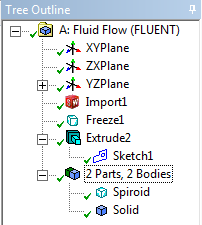 Tree Outline
A: Fluid Flow (FLUENT)
XYPlane
ZXPlane
YZPlane
Import1
Freeze1
Extrude2
Sketch1
2 Parts, 2 Bodies
Spiroid
Solid